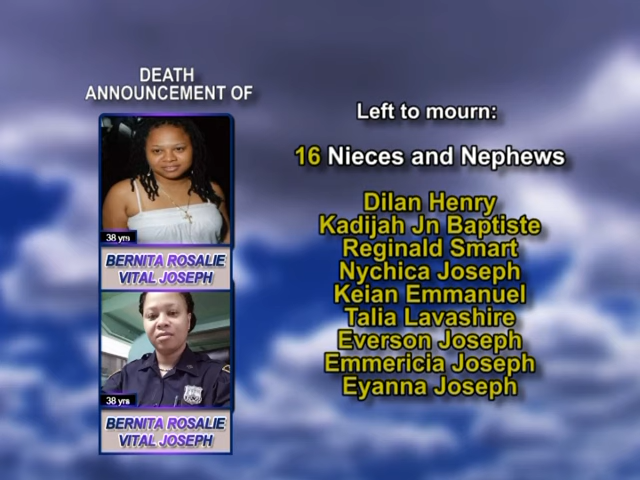 DEATH
ANNOUNCEMENT OF
38 yrs
BERNITA ROSALIE
VITAL JOSEPH
38 yrs
BERNITA ROSALIE
VITAL JOSEPH
Left to mourn:
16 Nieces and Nephews
Dilan Henry
Kadijah Jn Baptiste
Reginald Smart
Nychica Joseph
Keian Emmanuel
Talia Lavashire
Everson Joseph
Emmericia Joseph
Eyanna Joseph